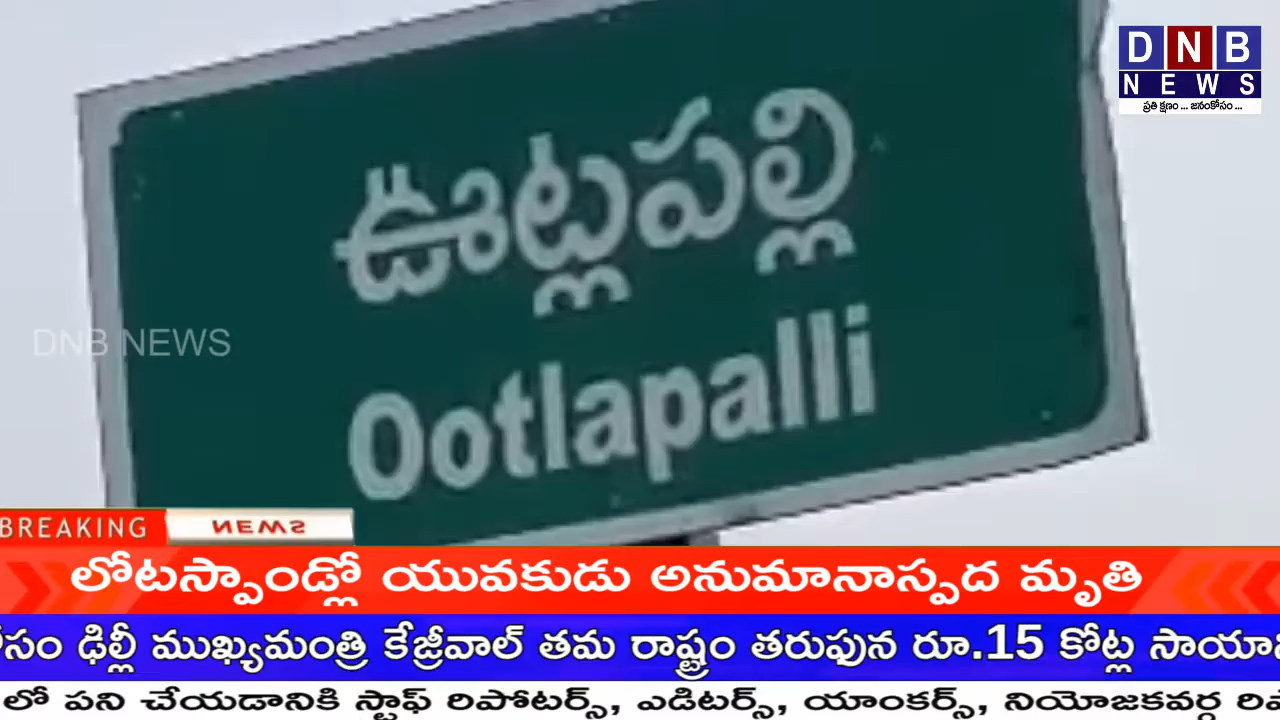 DNB
NEWS
ప్రతి క్షణం ... జనంకోసం ...
ఊట్లపల్లి
DNB NEWS
Ootlapalli
BREAKING NEWS
లోటస్పాండ్లో యువకుడు అనుమానాస్పద మృతి
ఢిల్లీ ముఖ్యమంత్రి కేజ్రీవాల్ తమ రాష్ట్రం తరుఫున రూ.15 కోట్ల
లో పని చేయడానికి స్టాఫ్ రిపోటర్స్, ఎడిటర్స్, యాంకర్స్, నియోజకవర్గ